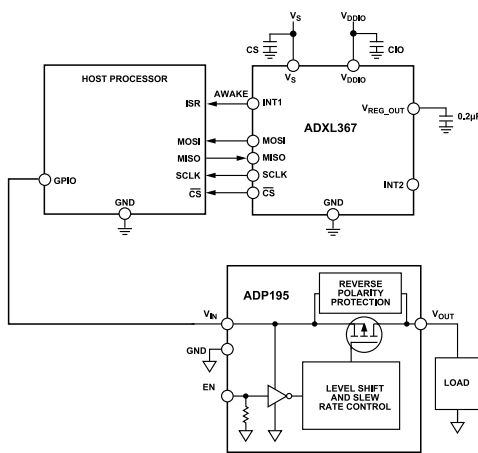 VS
VDDIO
CS
CIO
HOST PROCESSOR
VS
VDDIO
AWAKE
ISR
INT1
ADXL367
VREG_OUT
0.2µF
MOSI
MOSI
MISO
MISO
GPIO
SCLK
SCLK
INT2
CS
CS
GND
GND
ADP195
REVERSE
POLARITY
PROTECTION
VIN
VOUT
GND
EN
LEVEL SHIFT
AND SLEW
RATE CONTROL
LOAD